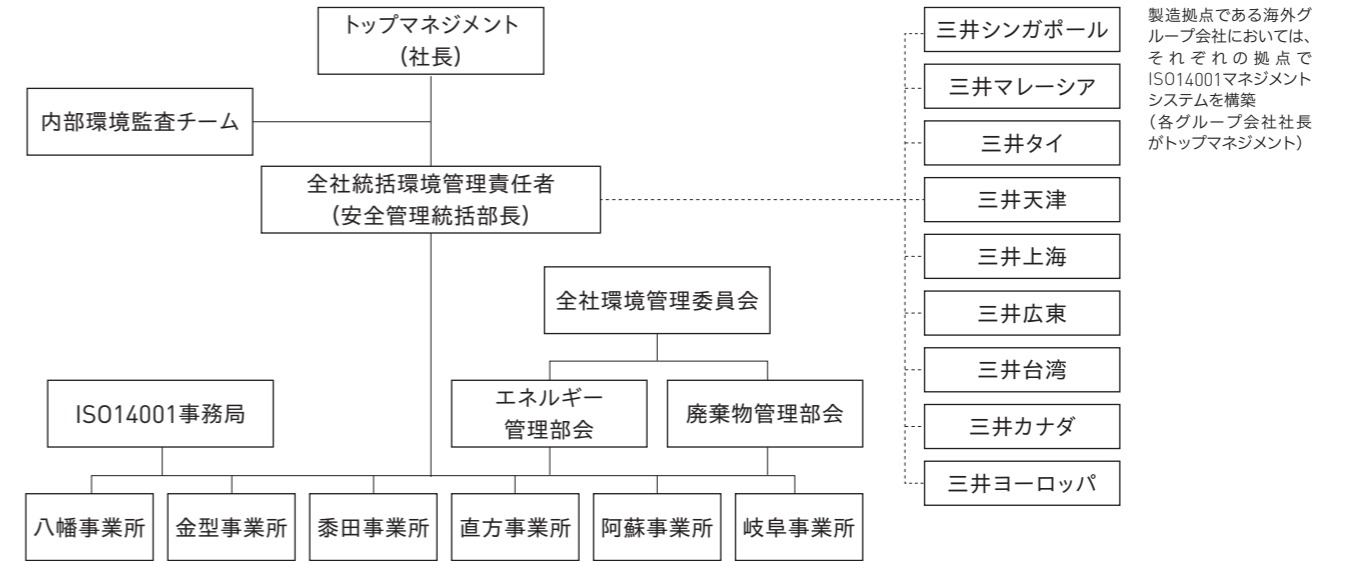 トップマネジメント
(社長)
内部環境監査チーム
全社統括環境管理責任者
(安全管理統括部長)
全社環境管理委員会
ISO14001事務局
エネルギー
管理部会
廃棄物管理部会
八幡事業所
金型事業所
黍田事業所
直方事業所
阿蘇事業所
岐阜事業所
三井シンガポール
三井マレーシア
三井タイ
三井天津
三井上海
三井広東
三井台湾
三井カナダ
三井ヨーロッパ
製造拠点である海外グ
ループ会社においては、
それぞれの拠点で
ISO14001マネジメント
システムを構築
(各グループ会社社長
がトップマネジメント)